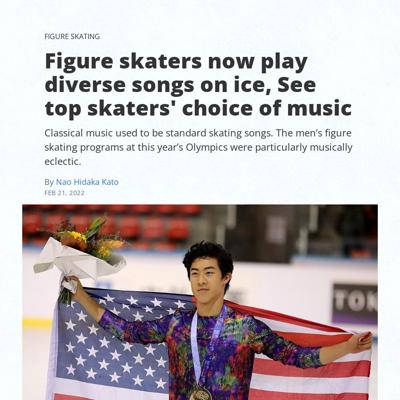 FIGURE SKATING
Figure skaters now play
diverse songs on ice, See
top skaters' choice of music
Classical music used to be standard skating songs. The men's figure
skating programs at this year's Olympics were particularly musically
eclectic.
By Nao Hidaka Kato
FEB 21, 2022
TOK